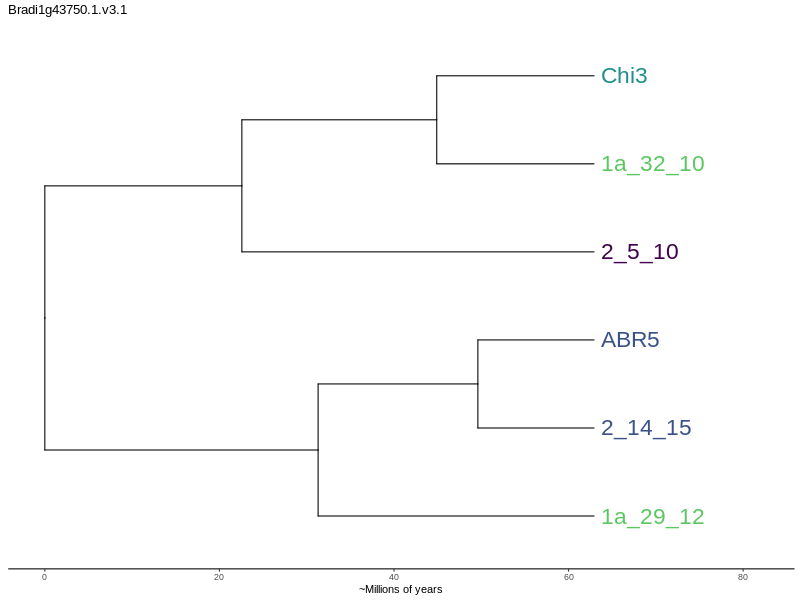 Bradi1g43750.1.v3.1
Chi3
1a_32_10
2_5_10
ABR5
2_14_15
1a_29_12
0 20 40 60 80
~Millions of years